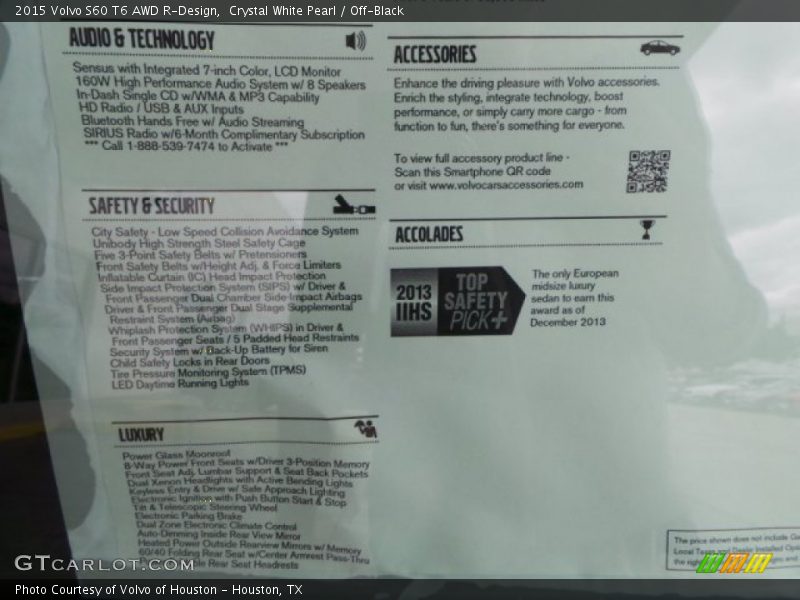 2015 Volvo S60 T6 AWD R-Design, Crystal White Pearl / Off-Black
AUDIO & TECHNOLOGY
Sensus with Integrated 7-inch Color, LCD Monitor
160W High Performance Audio System w/ 8 Speakers
In-Dash Single CD w/WMA & MP3 Capability
HD Radio / USB & AUX Inputs
Bluetooth Hands Free w/ Audio Streaming
SIRIUS Radio w/6-Month Complimentary Subscription
*** Call 1-888-539-7474 to Activate ***
SAFETY & SECURITY
City Safety - Low Speed Collision Avoidance System
Unibody High Strength Steel Safety Cage
Five 3-Point Safety Belts w/ Pretensioners
Front Safety Belts w/Height Adj. & Force Limiters
Inflatable Curtain (IC) Head Impact Protection
Side Impact Protection System (SIPS) w/ Driver &
Front Passenger Dual Chamber Side-Impact Airbags
Driver & Front Passenger Dual Stage Supplemental
Restraint System (Airbag)
Whiplash Protection System (WHIPS) in Driver &
Front Passenger Seats / 5 Padded Head Restraints
Security System w/ Back-Up Battery for Siren
Child Safety Locks in Rear Doors
Tire Pressure Monitoring System (TPMS)
LED Daytime Running Lights
LUXURY
Power Glass Moonroof
8-Way Power Front Seats w/Driver 3-Position Memory
Front Seat Adj. Lumbar Support & Seat Back Pockets
Dual Xenon Headlights with Active Bending Lights
Keyless Entry & Drive w/ Safe Approach Lighting
Electronic Ignition with Push Button Start & Stop
Tilt & Telescopic Steering Wheel
Electronic Parking Brake
Dual Zone Electronic Climate Control
Auto-Dimming Inside Rear View Mirror
Heated Power Outside Rearview Mirrors w/ Memory
60/40 Folding Rear Seat w/Center Armrest Pass-Thru
Rear Seat Headrests
ACCESSORIES
Enhance the driving pleasure with Volvo accessories.
Enrich the styling, integrate technology, boost
performance, or simply carry more cargo - from
function to fun, there's something for everyone.
To view full accessory product line -
Scan this Smartphone QR code
or visit www.volvocarsaccessories.com
ACCOLADES
2013
IIHS
TOP
SAFETY
PICK+
The only European
midsize luxury
sedan to earn this
award as of
December 2013
The price shown does not include
Local
the
GTcarlot.com
Photo Courtesy of Volvo of Houston - Houston, TX